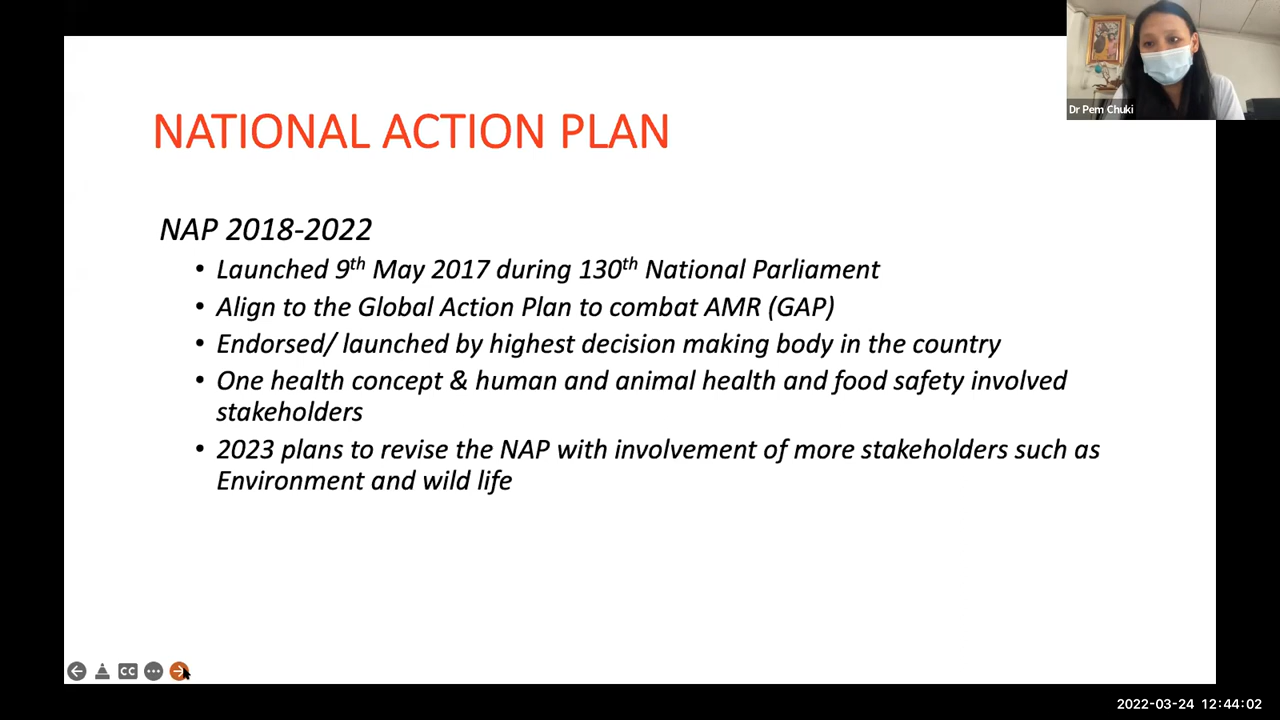 Dr Pem Chuki
NATIONAL ACTION PLAN
NAP 2018-2022
• Launched 9th May 2017 during 130th National Parliament
• Align to the Global Action Plan to combat AMR (GAP)
• Endorsed/ launched by highest decision making body in the country
• One health concept & human and animal health and food safety involved
stakeholders
• 2023 plans to revise the NAP with involvement of more stakeholders such as
Environment and wild life
CC
2022-03-24 12:44:02